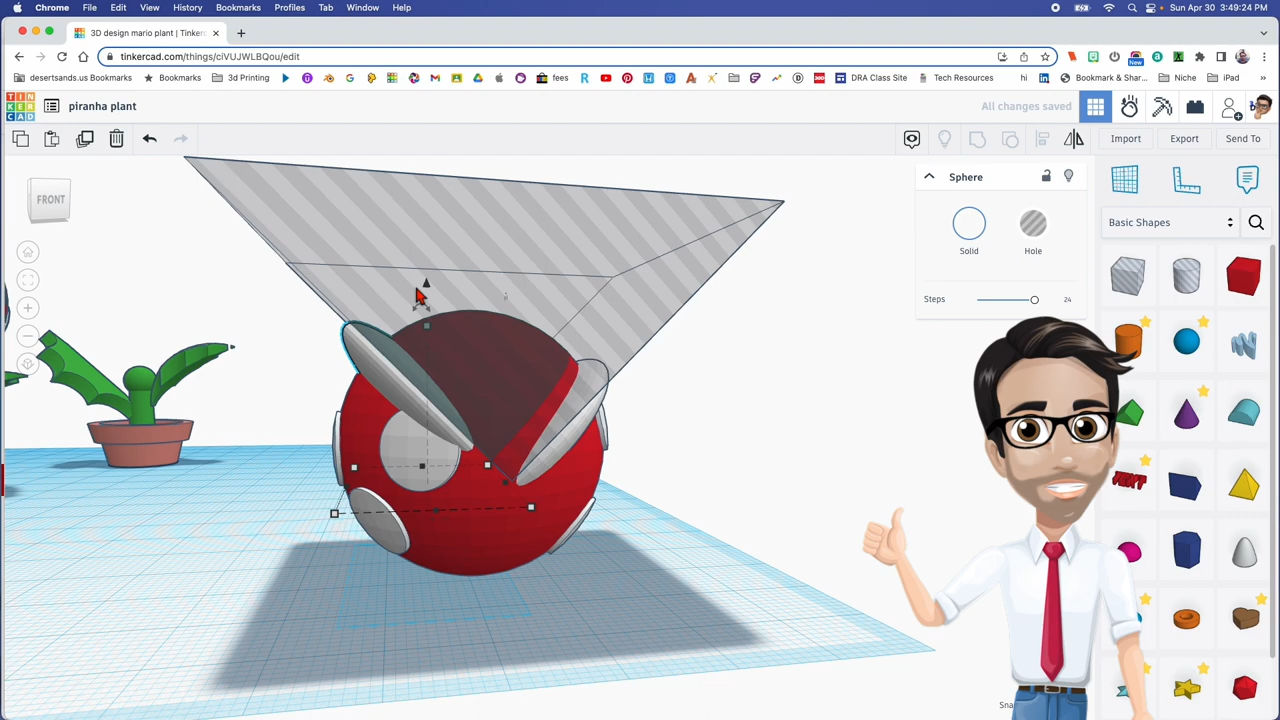 Chrome File Edit View History Bookmarks Profiles Tab Window Help
Sun Apr 30 3:49:24 PM
3D design mario plant | Tinker
tinkercad.com/things/ciVUJWLBQou/edit
desertsands.us Bookmarks Bookmarks 3d Printing fees DRA Class Site Tech Resources hi Bookmark & Shar... Niche iPad »
New
TINKERCAD
piranha plant
All changes saved
Import Export Send To
FRONT
Sphere
Solid Hole
Steps 24
Basic Shapes
TEXT